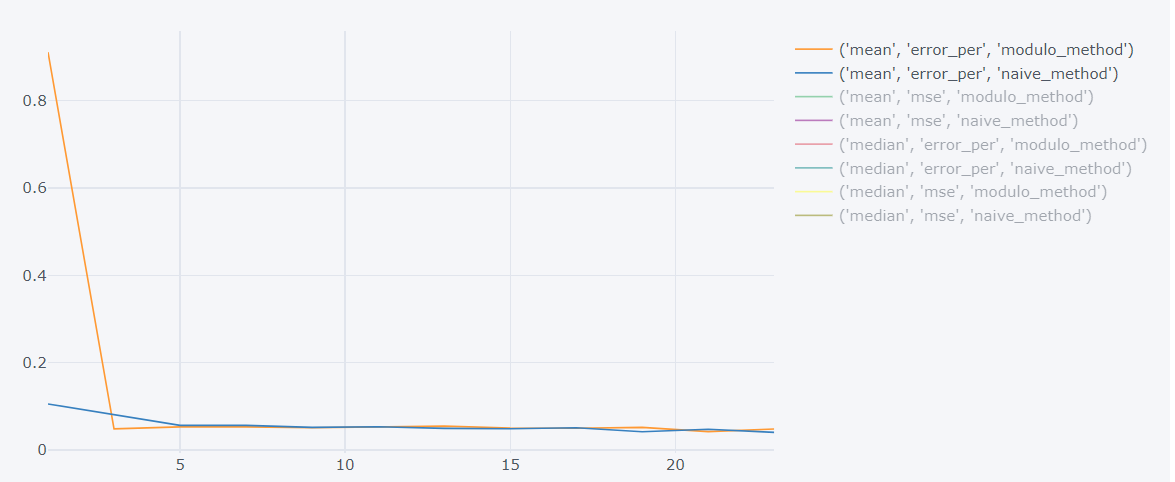 0.8
0.6
0.4
0.2
0
5
10
15
20
('mean', 'error_per', 'modulo_method')
('mean', 'error_per', 'naive_method')
('mean', 'mse', 'modulo_method')
('mean', 'mse', 'naive_method')
('median', 'error_per', 'modulo_method')
('median', 'error_per', 'naive_method')
('median', 'mse', 'modulo_method')
('median', 'mse', 'naive_method')